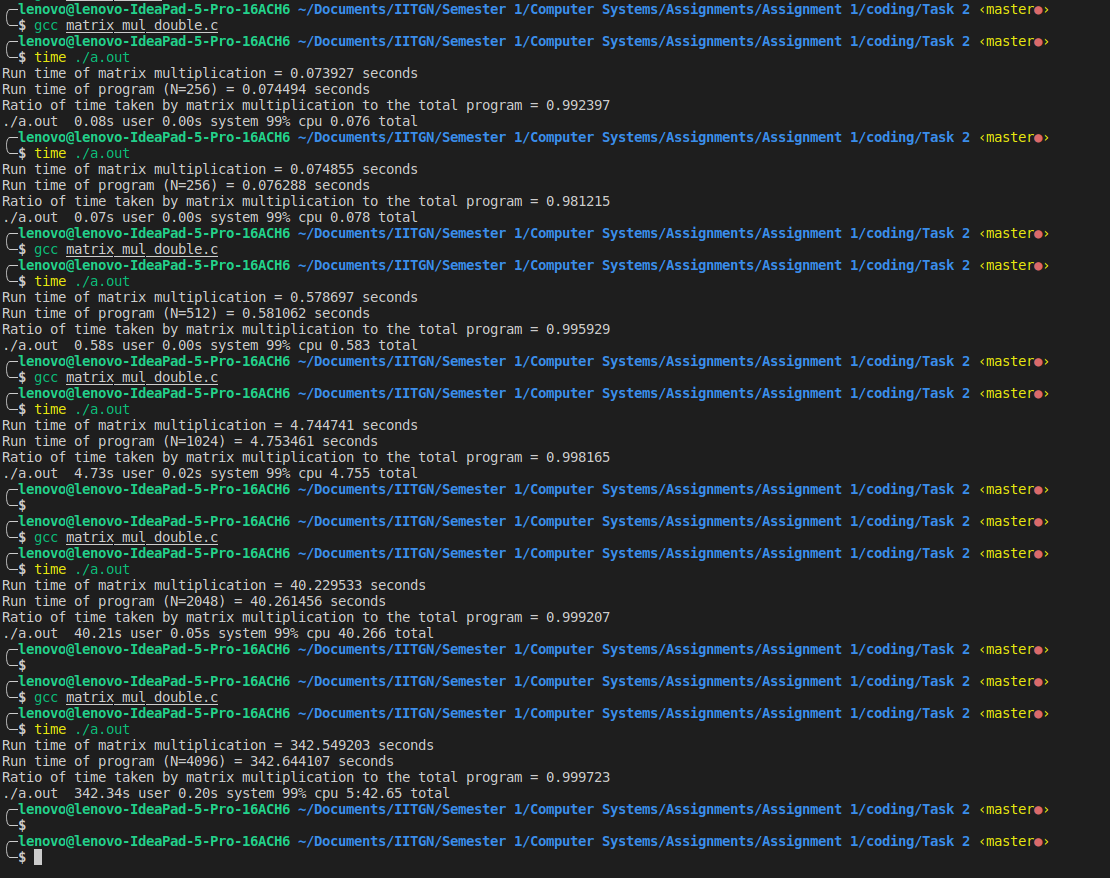 ╭─lenovo@lenovo-IdeaPad-5-Pro-16ACH6 ~/Documents/IITGN/Semester 1/Computer Systems/Assignments/Assignment 1/coding/Task 2 ‹master●›
╰─$ gcc matrix_mul_double.c
╭─lenovo@lenovo-IdeaPad-5-Pro-16ACH6 ~/Documents/IITGN/Semester 1/Computer Systems/Assignments/Assignment 1/coding/Task 2 ‹master●›
╰─$ time ./a.out
Run time of matrix multiplication = 0.073927 seconds
Run time of program (N=256) = 0.074494 seconds
Ratio of time taken by matrix multiplication to the total program = 0.992397
./a.out  0.08s user 0.00s system 99% cpu 0.076 total
╭─lenovo@lenovo-IdeaPad-5-Pro-16ACH6 ~/Documents/IITGN/Semester 1/Computer Systems/Assignments/Assignment 1/coding/Task 2 ‹master●›
╰─$ time ./a.out
Run time of matrix multiplication = 0.074855 seconds
Run time of program (N=256) = 0.076288 seconds
Ratio of time taken by matrix multiplication to the total program = 0.981215
./a.out  0.07s user 0.00s system 99% cpu 0.078 total
╭─lenovo@lenovo-IdeaPad-5-Pro-16ACH6 ~/Documents/IITGN/Semester 1/Computer Systems/Assignments/Assignment 1/coding/Task 2 ‹master●›
╰─$ gcc matrix_mul_double.c
╭─lenovo@lenovo-IdeaPad-5-Pro-16ACH6 ~/Documents/IITGN/Semester 1/Computer Systems/Assignments/Assignment 1/coding/Task 2 ‹master●›
╰─$ time ./a.out
Run time of matrix multiplication = 0.578697 seconds
Run time of program (N=512) = 0.581062 seconds
Ratio of time taken by matrix multiplication to the total program = 0.995929
./a.out  0.58s user 0.00s system 99% cpu 0.583 total
╭─lenovo@lenovo-IdeaPad-5-Pro-16ACH6 ~/Documents/IITGN/Semester 1/Computer Systems/Assignments/Assignment 1/coding/Task 2 ‹master●›
╰─$ gcc matrix_mul_double.c
╭─lenovo@lenovo-IdeaPad-5-Pro-16ACH6 ~/Documents/IITGN/Semester 1/Computer Systems/Assignments/Assignment 1/coding/Task 2 ‹master●›
╰─$ time ./a.out
Run time of matrix multiplication = 4.744741 seconds
Run time of program (N=1024) = 4.753461 seconds
Ratio of time taken by matrix multiplication to the total program = 0.998165
./a.out  4.73s user 0.02s system 99% cpu 4.755 total
╭─lenovo@lenovo-IdeaPad-5-Pro-16ACH6 ~/Documents/IITGN/Semester 1/Computer Systems/Assignments/Assignment 1/coding/Task 2 ‹master●›
╰─$
╭─lenovo@lenovo-IdeaPad-5-Pro-16ACH6 ~/Documents/IITGN/Semester 1/Computer Systems/Assignments/Assignment 1/coding/Task 2 ‹master●›
╰─$ gcc matrix_mul_double.c
╭─lenovo@lenovo-IdeaPad-5-Pro-16ACH6 ~/Documents/IITGN/Semester 1/Computer Systems/Assignments/Assignment 1/coding/Task 2 ‹master●›
╰─$ time ./a.out
Run time of matrix multiplication = 40.229533 seconds
Run time of program (N=2048) = 40.261456 seconds
Ratio of time taken by matrix multiplication to the total program = 0.999207
./a.out  40.21s user 0.05s system 99% cpu 40.266 total
╭─lenovo@lenovo-IdeaPad-5-Pro-16ACH6 ~/Documents/IITGN/Semester 1/Computer Systems/Assignments/Assignment 1/coding/Task 2 ‹master●›
╰─$
╭─lenovo@lenovo-IdeaPad-5-Pro-16ACH6 ~/Documents/IITGN/Semester 1/Computer Systems/Assignments/Assignment 1/coding/Task 2 ‹master●›
╰─$ gcc matrix_mul_double.c
╭─lenovo@lenovo-IdeaPad-5-Pro-16ACH6 ~/Documents/IITGN/Semester 1/Computer Systems/Assignments/Assignment 1/coding/Task 2 ‹master●›
╰─$ time ./a.out
Run time of matrix multiplication = 342.549203 seconds
Run time of program (N=4096) = 342.644107 seconds
Ratio of time taken by matrix multiplication to the total program = 0.999723
./a.out  342.34s user 0.20s system 99% cpu 5:42.65 total
╭─lenovo@lenovo-IdeaPad-5-Pro-16ACH6 ~/Documents/IITGN/Semester 1/Computer Systems/Assignments/Assignment 1/coding/Task 2 ‹master●›
╰─$
╭─lenovo@lenovo-IdeaPad-5-Pro-16ACH6 ~/Documents/IITGN/Semester 1/Computer Systems/Assignments/Assignment 1/coding/Task 2 ‹master●›
╰─$